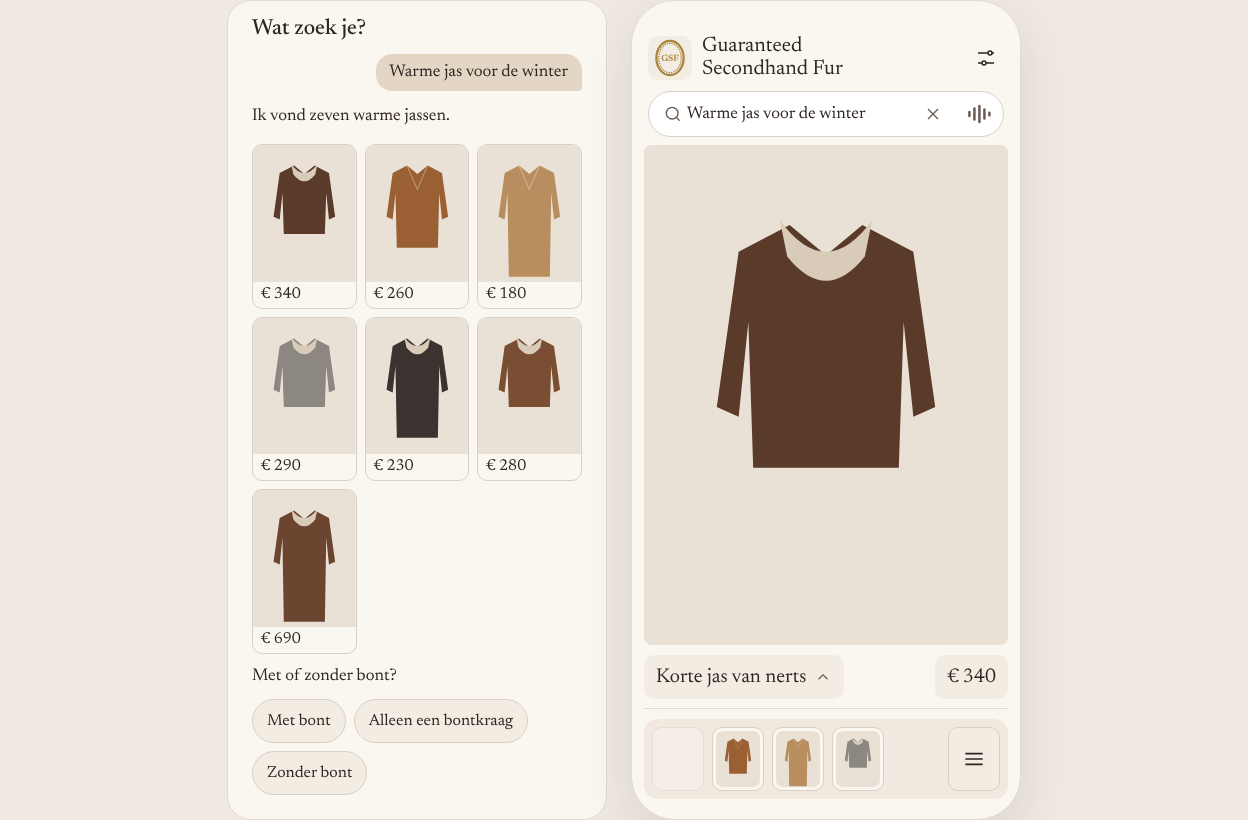 Wat zoek je?
Warme jas voor de winter
Ik vond zeven warme jassen.
€ 340
€ 260
€ 180
€ 290
€ 230
€ 280
€ 690
Met of zonder bont?
Met bont
Alleen een bontkraag
Zonder bont
GSF
Guaranteed
Secondhand Fur
Warme jas voor de winter
Korte jas van nerts
€ 340